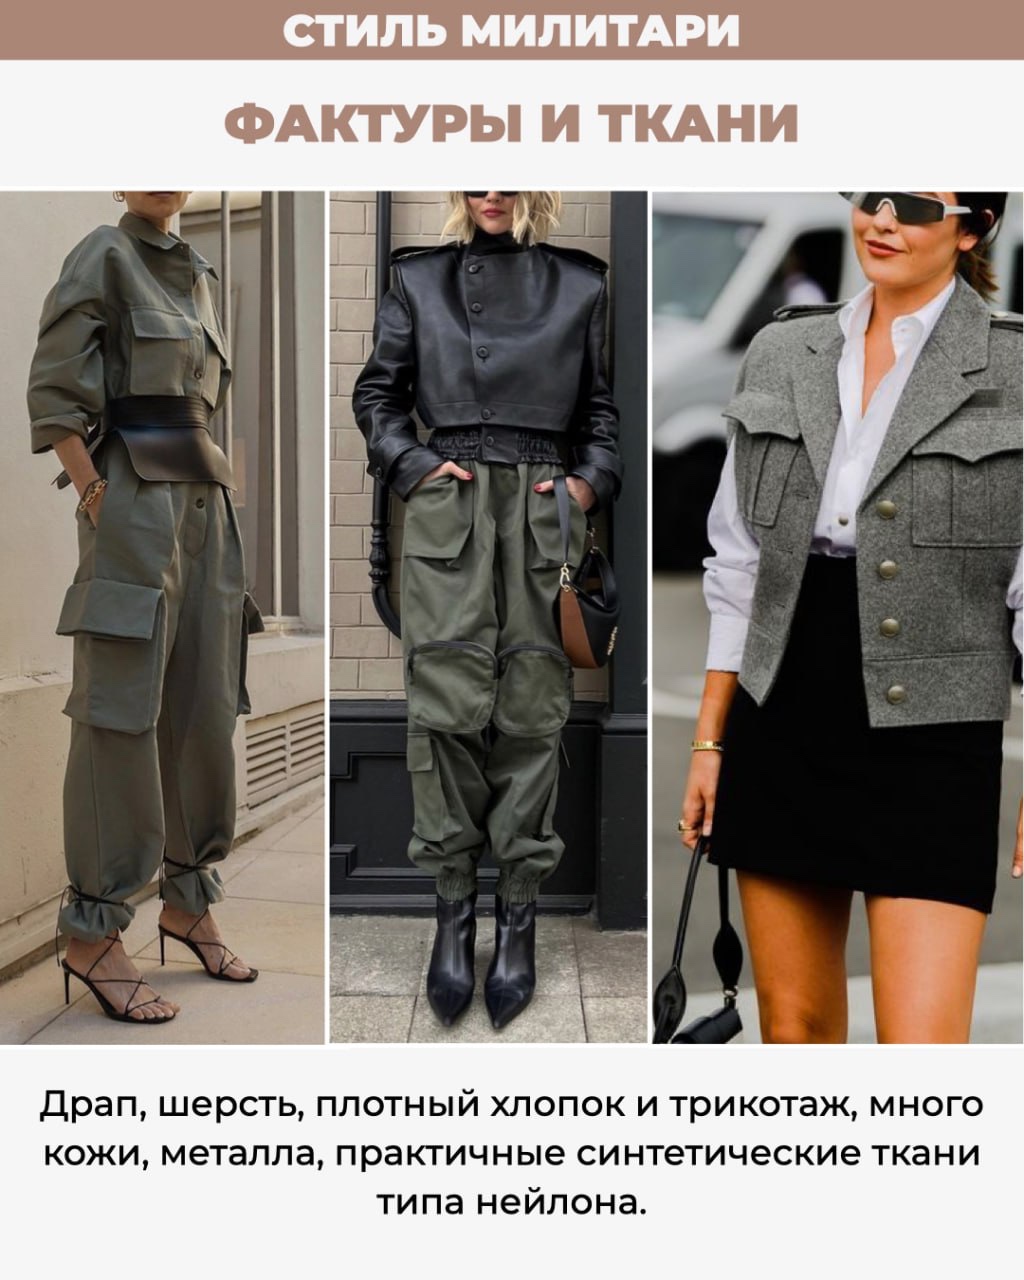 СТИЛЬ МИЛИТАРИ
ФАКТУРЫ И ТКАНИ
Драп, шерсть, плотный хлопок и трикотаж, много
кожи, металла, практичные синтетические ткани
типа нейлона.